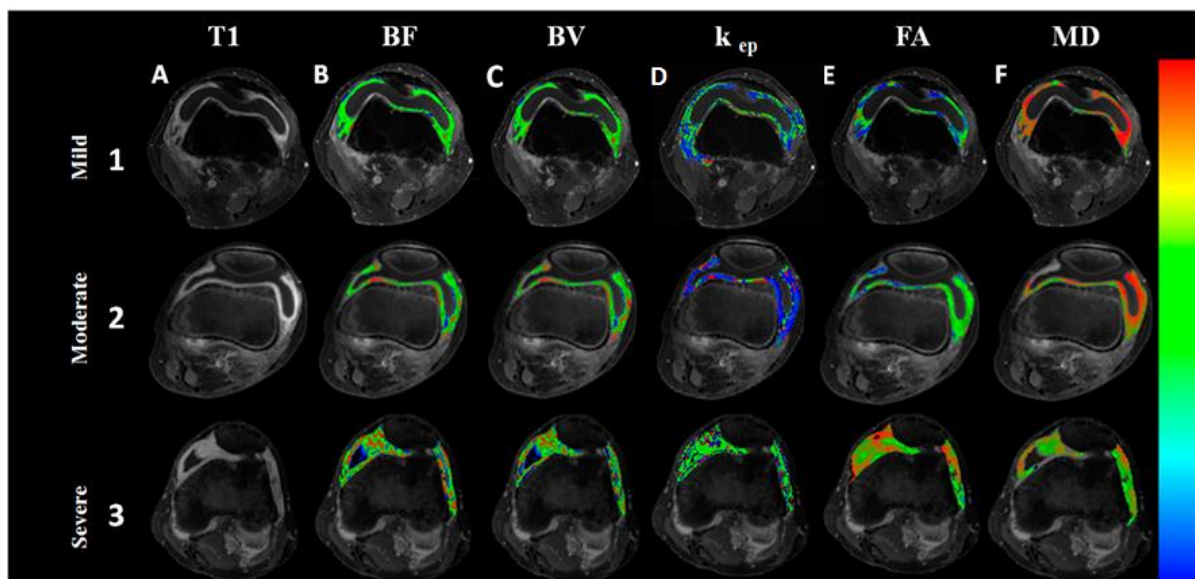 T1 BF BV k ep FA MD
A B C D E F
Mild 1
Moderate 2
Severe 3